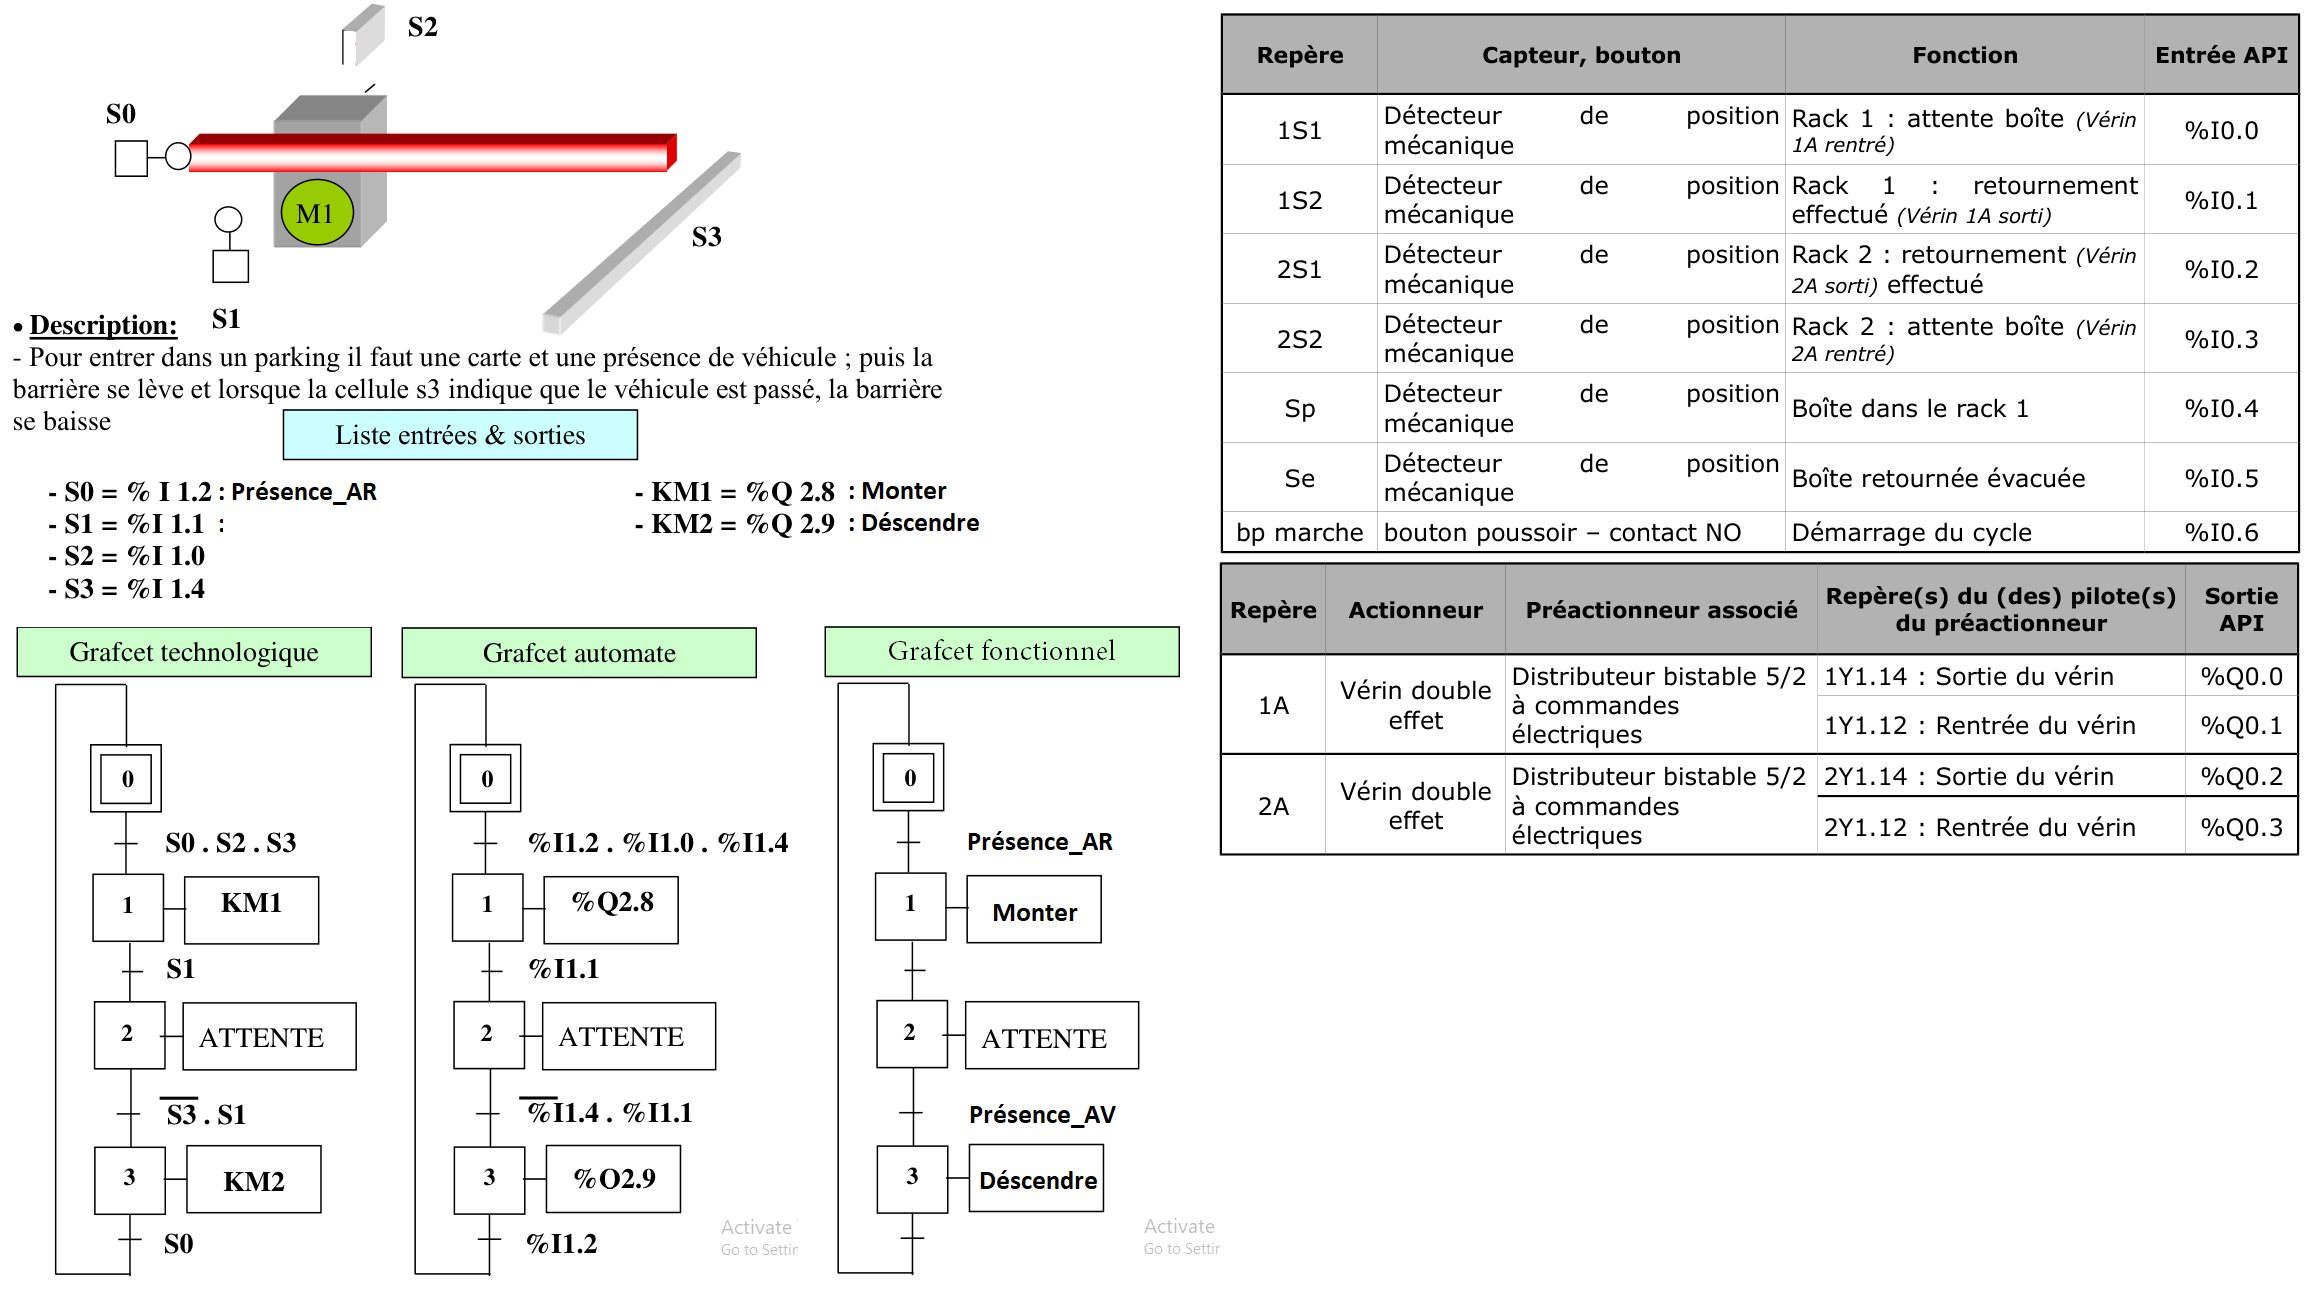 S2
S0
M1
S3
S1
• Description:
- Pour entrer dans un parking il faut une carte et une présence de véhicule ; puis la
barrière se lève et lorsque la cellule s3 indique que le véhicule est passé, la barrière
se baisse
Liste entrées & sorties
- S0 = % I 1.2 : Présence_AR
- S1 = %I 1.1 :
- S2 = %I 1.0
- S3 = %I 1.4
- KM1 = %Q 2.8 : Monter
- KM2 = %Q 2.9 : Déscendre
Grafcet technologique
0
S0 . S2 . S3
1
KM1
S1
2
ATTENTE
S3 . S1
3
KM2
S0
Grafcet automate
0
%I1.2 . %I1.0 . %I1.4
1
%Q2.8
%I1.1
2
ATTENTE
%I1.4 . %I1.1
3
%O2.9
%I1.2
Activate
Go to Settin
Grafcet fonctionnel
0
Présence_AR
1
Monter
2
ATTENTE
Présence_AV
3
Déscendre
Activate
Go to Settir
Repère Capteur, bouton Fonction Entrée API
1S1 Détecteur de position mécanique Rack 1 : attente boîte (Vérin 1A rentré) %I0.0
1S2 Détecteur de position mécanique Rack 1 : retournement effectué (Vérin 1A sorti) %I0.1
2S1 Détecteur de position mécanique Rack 2 : retournement (Vérin 2A sorti) effectué %I0.2
2S2 Détecteur de position mécanique Rack 2 : attente boîte (Vérin 2A rentré) %I0.3
Sp Détecteur de position mécanique Boîte dans le rack 1 %I0.4
Se Détecteur de position mécanique Boîte retournée évacuée %I0.5
bp marche bouton poussoir – contact NO Démarrage du cycle %I0.6
Repère Actionneur Préactionneur associé Repère(s) du (des) pilote(s) du préactionneur Sortie API
1A Vérin double effet Distributeur bistable 5/2 à commandes électriques 1Y1.14 : Sortie du vérin %Q0.0
1Y1.12 : Rentrée du vérin %Q0.1
2A Vérin double effet Distributeur bistable 5/2 à commandes électriques 2Y1.14 : Sortie du vérin %Q0.2
2Y1.12 : Rentrée du vérin %Q0.3